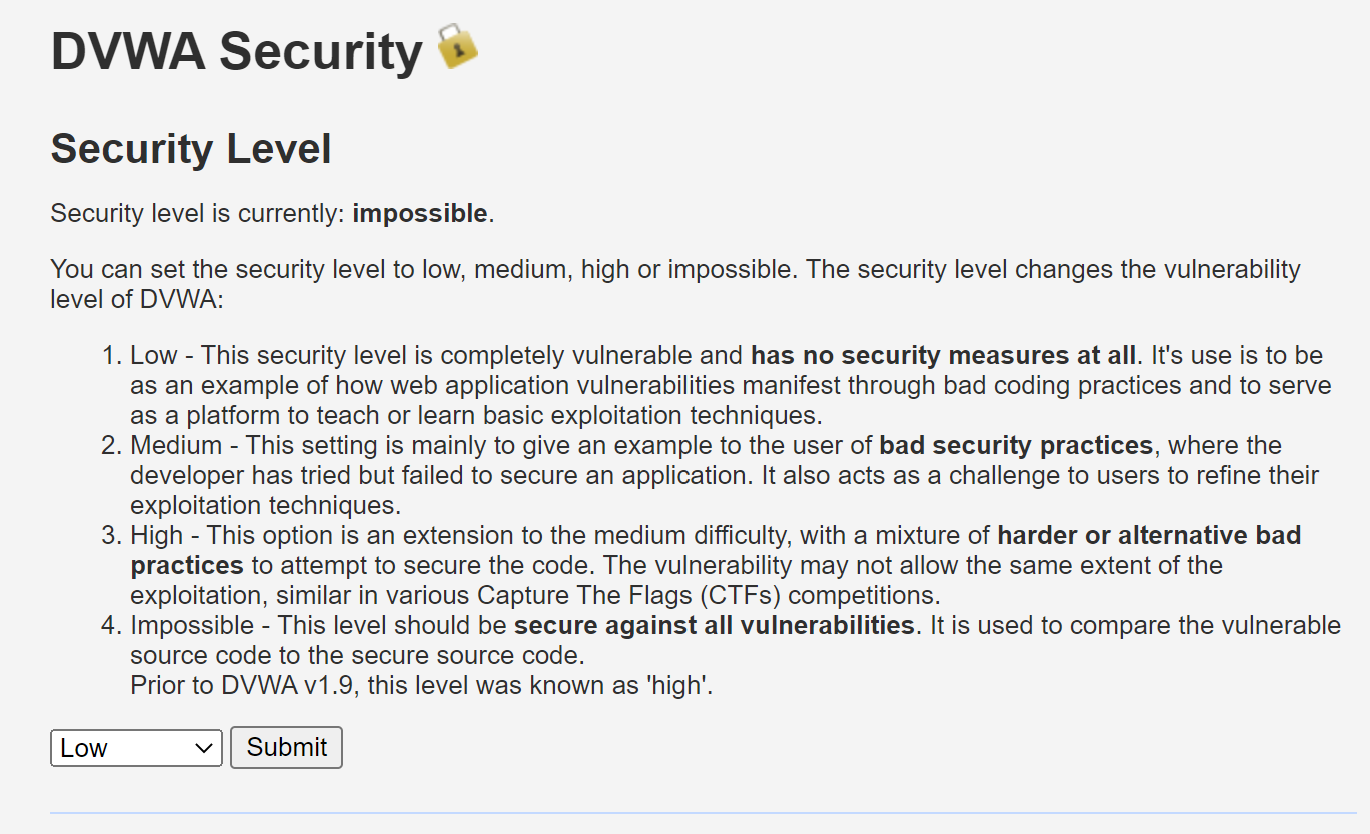 DVWA Security
Security Level
Security level is currently: impossible.
You can set the security level to low, medium, high or impossible. The security level changes the vulnerability
level of DVWA:
1. Low - This security level is completely vulnerable and has no security measures at all. It's use is to be
as an example of how web application vulnerabilities manifest through bad coding practices and to serve
as a platform to teach or learn basic exploitation techniques.
2. Medium - This setting is mainly to give an example to the user of bad security practices, where the
developer has tried but failed to secure an application. It also acts as a challenge to users to refine their
exploitation techniques.
3. High - This option is an extension to the medium difficulty, with a mixture of harder or alternative bad
practices to attempt to secure the code. The vulnerability may not allow the same extent of the
exploitation, similar in various Capture The Flags (CTFs) competitions.
4. Impossible - This level should be secure against all vulnerabilities. It is used to compare the vulnerable
source code to the secure source code.
Prior to DVWA v1.9, this level was known as 'high'.
Low Submit